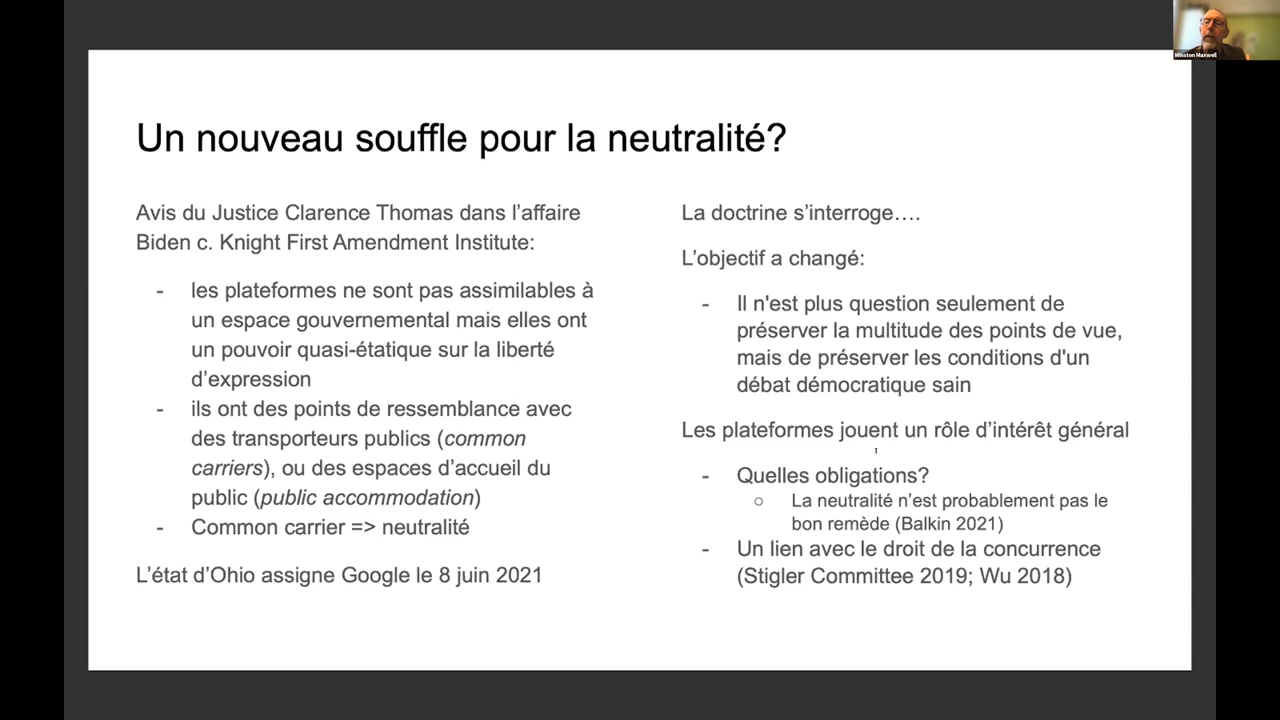 Winston Maxwell
Un nouveau souffle pour la neutralité?
Avis du Justice Clarence Thomas dans l’affaire
Biden c. Knight First Amendment Institute:
- les plateformes ne sont pas assimilables à
un espace gouvernemental mais elles ont
un pouvoir quasi-étatique sur la liberté
d’expression
- ils ont des points de ressemblance avec
des transporteurs publics (common
carriers), ou des espaces d’accueil du
public (public accommodation)
- Common carrier => neutralité
L’état d’Ohio assigne Google le 8 juin 2021
La doctrine s’interroge….
L’objectif a changé:
- Il n'est plus question seulement de
préserver la multitude des points de vue,
mais de préserver les conditions d'un
débat démocratique sain
Les plateformes jouent un rôle d’intérêt général
- Quelles obligations?
○ La neutralité n’est probablement pas le
bon remède (Balkin 2021)
- Un lien avec le droit de la concurrence
(Stigler Committee 2019; Wu 2018)